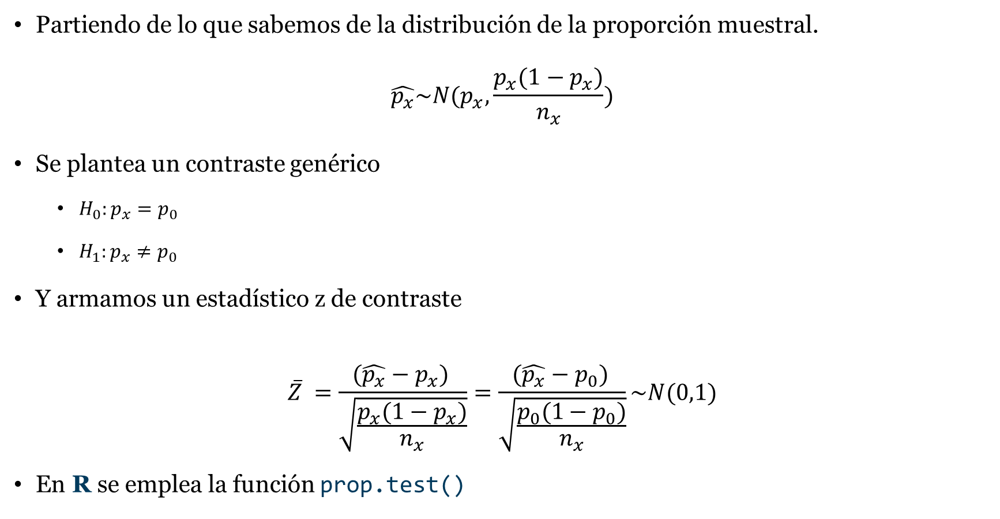 • Partiendo de lo que sabemos de la distribución de la proporción muestral.
$\widehat{p_x} \sim N(p_x, \frac{p_x(1-p_x)}{n_x})$
• Se plantea un contraste genérico
• $H_0: p_x = p_0$
• $H_1: p_x \neq p_0$
• Y armamos un estadístico z de contraste
$\bar{Z} = \frac{(\widehat{p_x} - p_x)}{\sqrt{\frac{p_x(1-p_x)}{n_x}}} = \frac{(\widehat{p_x} - p_0)}{\sqrt{\frac{p_0(1-p_0)}{n_x}}} \sim N(0,1)$
• En R se emplea la función prop.test()